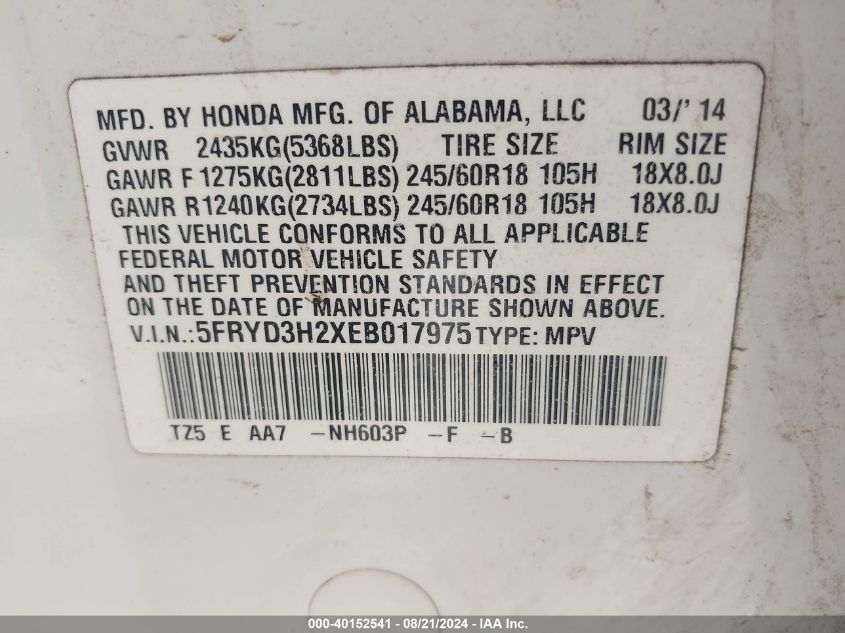 MFD. BY HONDA MFG. OF ALABAMA, LLC 03/' 14
GVWR 2435KG(5368LBS) TIRE SIZE RIM SIZE
GAWR F 1275KG(2811LBS) 245/60R18 105H 18X8.0J
GAWR R 1240KG(2734LBS) 245/60R18 105H 18X8.0J
THIS VEHICLE CONFORMS TO ALL APPLICABLE
FEDERAL MOTOR VEHICLE SAFETY
AND THEFT PREVENTION STANDARDS IN EFFECT
ON THE DATE OF MANUFACTURE SHOWN ABOVE.
V.I.N.: 5FRYD3H2XEB017975 TYPE: MPV
TZ5 E AA7 -NH603P -F -B
000-40152541 - 08/21/2024 - IAA Inc.